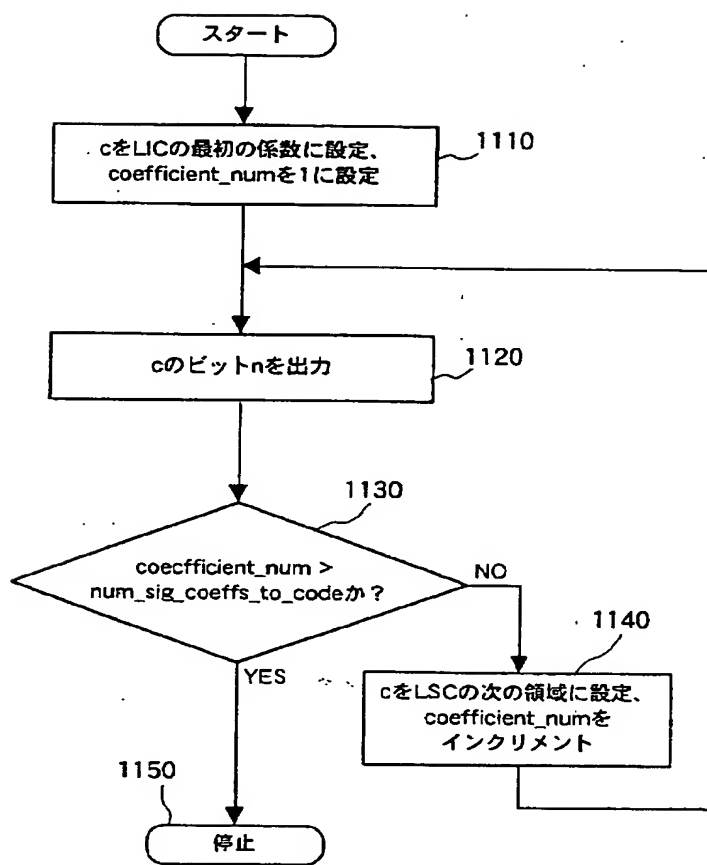 スタート
cをLICの最初の係数に設定、
coefficient_numを1に設定
1110
cのビットnを出力
1120
1130
coecfficient_num >
num_sig_coeffs_to_codeか？
NO
YES
1140
cをLSCの次の領域に設定、
coefficient_numを
インクリメント
1150
停止